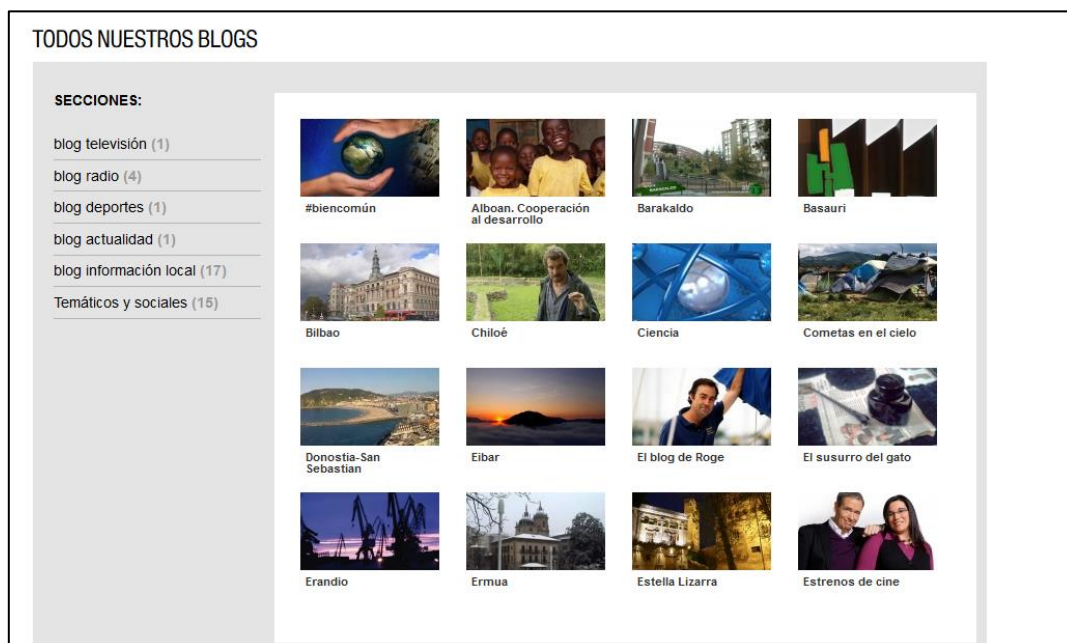 TODOS NUESTROS BLOGS
SECCIONES:
blog televisión (1)
blog radio (4)
blog deportes (1)
blog actualidad (1)
blog información local (17)
Temáticos y sociales (15)
#biencomún
Alboan. Cooperación
al desarrollo
Barakaldo
Basauri
Bilbao
Chiloé
Ciencia
Cometas en el cielo
Donostia-San
Sebastian
Eibar
El blog de Roge
El susurro del gato
Erandio
Ermua
Estella Lizarra
Estrenos de cine